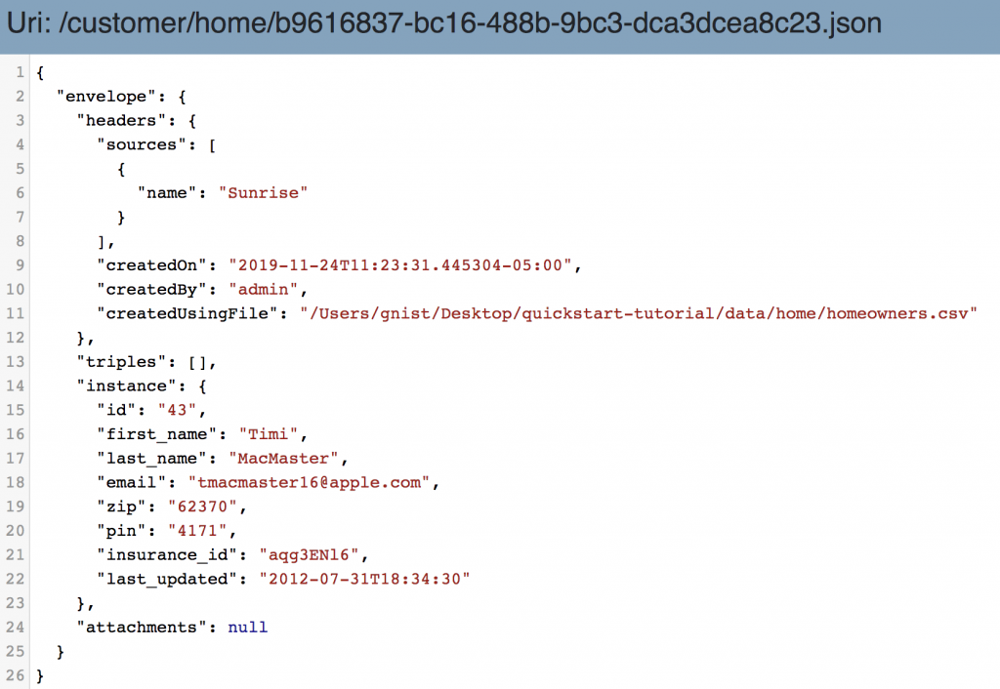 Uri: /customer/home/b9616837-bc16-488b-9bc3-dca3dcea8c23.json
1 {
2   "envelope": {
3     "headers": {
4       "sources": [
5         {
6           "name": "Sunrise"
7         }
8       ],
9       "createdOn": "2019-11-24T11:23:31.445304-05:00",
10       "createdBy": "admin",
11       "createdUsingFile": "/Users/gnist/Desktop/quickstart-tutorial/data/home/homeowners.csv"
12     },
13     "triples": [],
14     "instance": {
15       "id": "43",
16       "first_name": "Timi",
17       "last_name": "MacMaster",
18       "email": "tmacmaster16@apple.com",
19       "zip": "62370",
20       "pin": "4171",
21       "insurance_id": "aqg3ENl6",
22       "last_updated": "2012-07-31T18:34:30"
23     },
24     "attachments": null
25   }
26 }